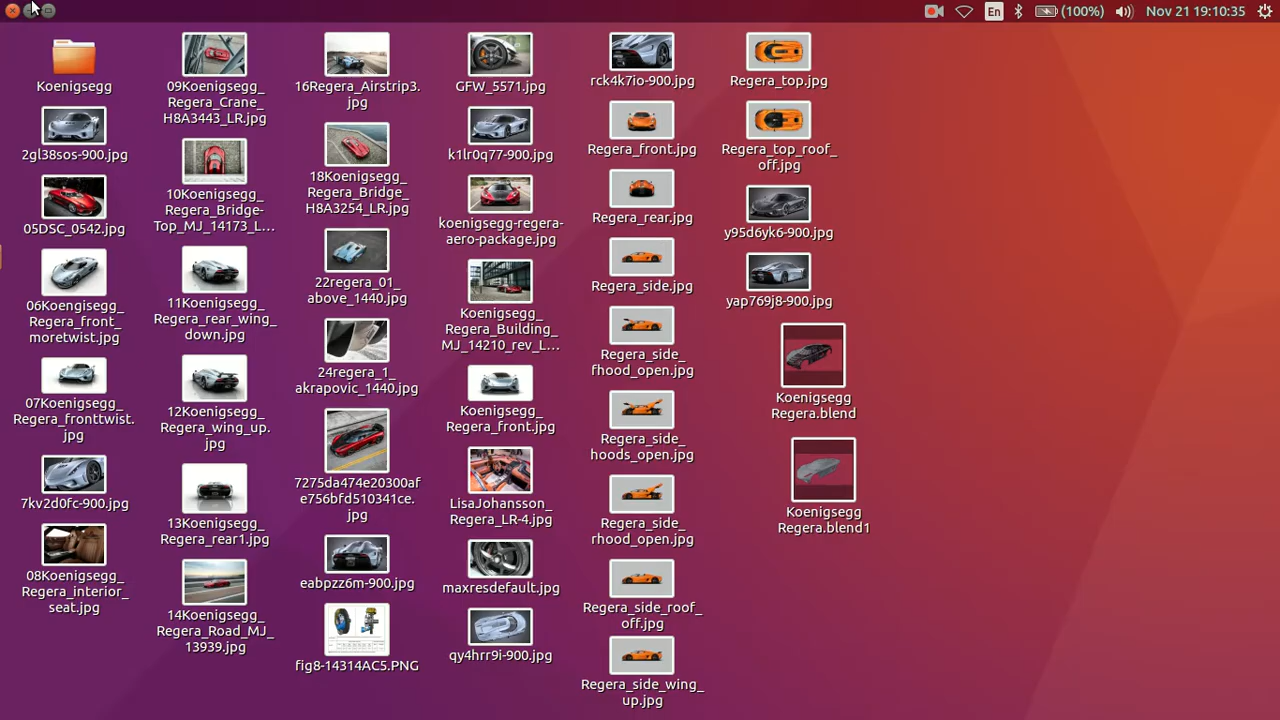 En
(100%)
Nov 21 19:10:35
Koenigsegg
2gl38sos-900.jpg
05DSC_0542.jpg
06Koengisegg_
Regera_front_
moretwist.jpg
07Koenigsegg_
Regera_fronttwist.
jpg
7kv2d0fc-900.jpg
08Koenigsegg_
Regera_interior_
seat.jpg
09Koenigsegg_
Regera_Crane_
H8A3443_LR.jpg
10Koenigsegg_
Regera_Bridge-
Top_MJ_14173_L...
11Koenigsegg_
Regera_rear_wing_
down.jpg
12Koenigsegg_
Regera_wing_up.
jpg
13Koenigsegg_
Regera_rear1.jpg
14Koenigsegg_
Regera_Road_MJ_
13939.jpg
16Regera_Airstrip3.
jpg
18Koenigsegg_
Regera_Bridge_
H8A3254_LR.jpg
22regera_01_
above_1440.jpg
24regera_1_
akrapovic_1440.jpg
7275da474e20300af
e756bfd510341ce.
jpg
eabpzz6m-900.jpg
fig8-14314AC5.PNG
GFW_5571.jpg
k1lr0q77-900.jpg
koenigsegg-regera-
aero-package.jpg
Koenigsegg_
Regera_Building_
MJ_14210_rev_L...
Koenigsegg_
Regera_front.jpg
LisaJohansson_
Regera_LR-4.jpg
maxresdefault.jpg
qy4hrr9i-900.jpg
rck4k7io-900.jpg
Regera_front.jpg
Regera_rear.jpg
Regera_side.jpg
Regera_side_
fhood_open.jpg
Regera_side_
hoods_open.jpg
Regera_side_
rhood_open.jpg
Regera_side_roof_
off.jpg
Regera_side_wing_
up.jpg
Regera_top.jpg
Regera_top_roof_
off.jpg
y95d6yk6-900.jpg
yap769j8-900.jpg
Koenigsegg
Regera.blend
Koenigsegg
Regera.blend1